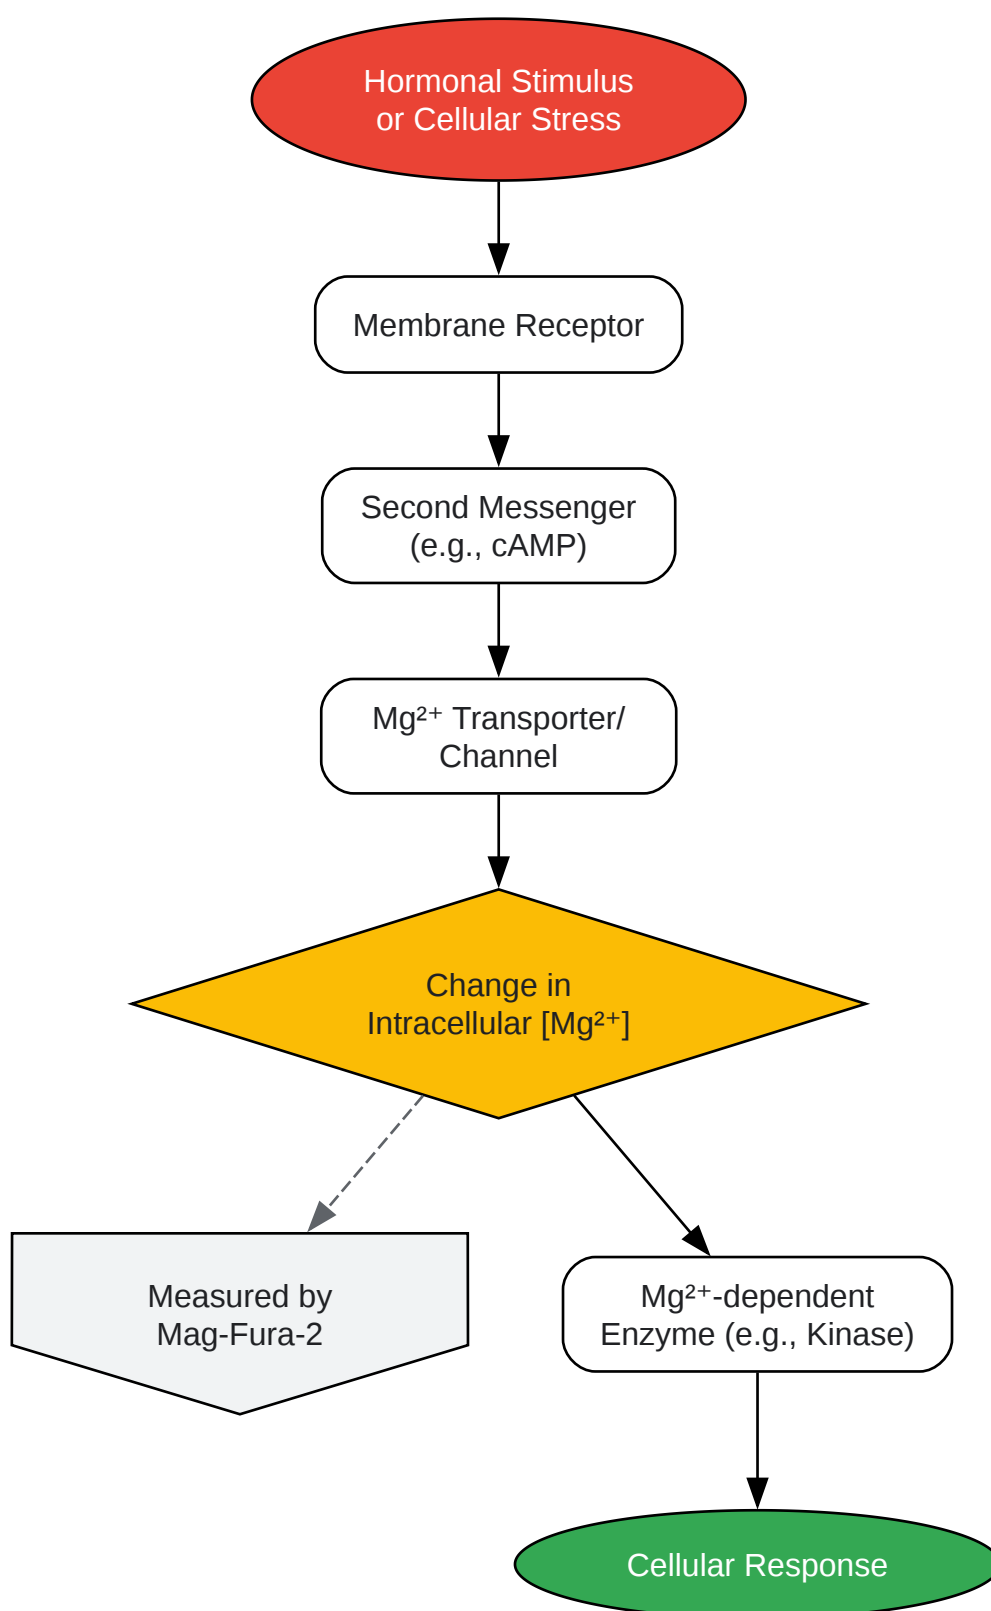 Hormonal Stimulus
or Cellular Stress
Membrane Receptor
Second Messenger
(e.g., cAMP)
Mg²⁺ Transporter/
Channel
Change in
Intracellular [Mg²⁺]
Measured by
Mag-Fura-2
Mg²⁺-dependent
Enzyme (e.g., Kinase)
Cellular Response